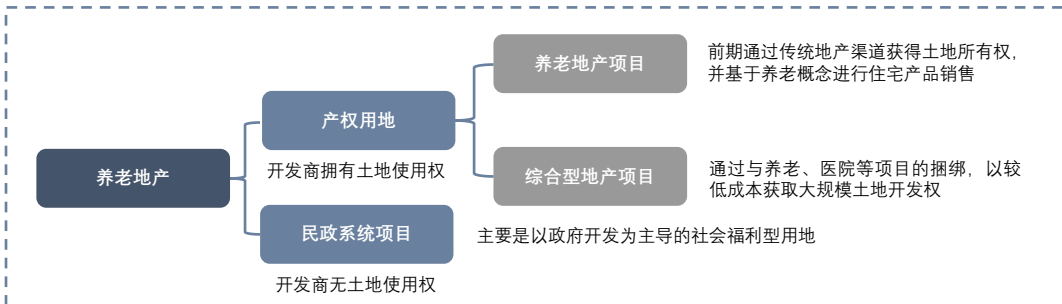 养老地产项目
前期通过传统地产渠道获得土地所有权，
并基于养老概念进行住宅产品销售
产权用地
开发商拥有土地使用权
养老地产
综合型地产项目
通过与养老、医院等项目的捆绑，以较
低成本获取大规模土地开发权
民政系统项目
主要是以政府开发为主导的社会福利型用地
开发商无土地使用权